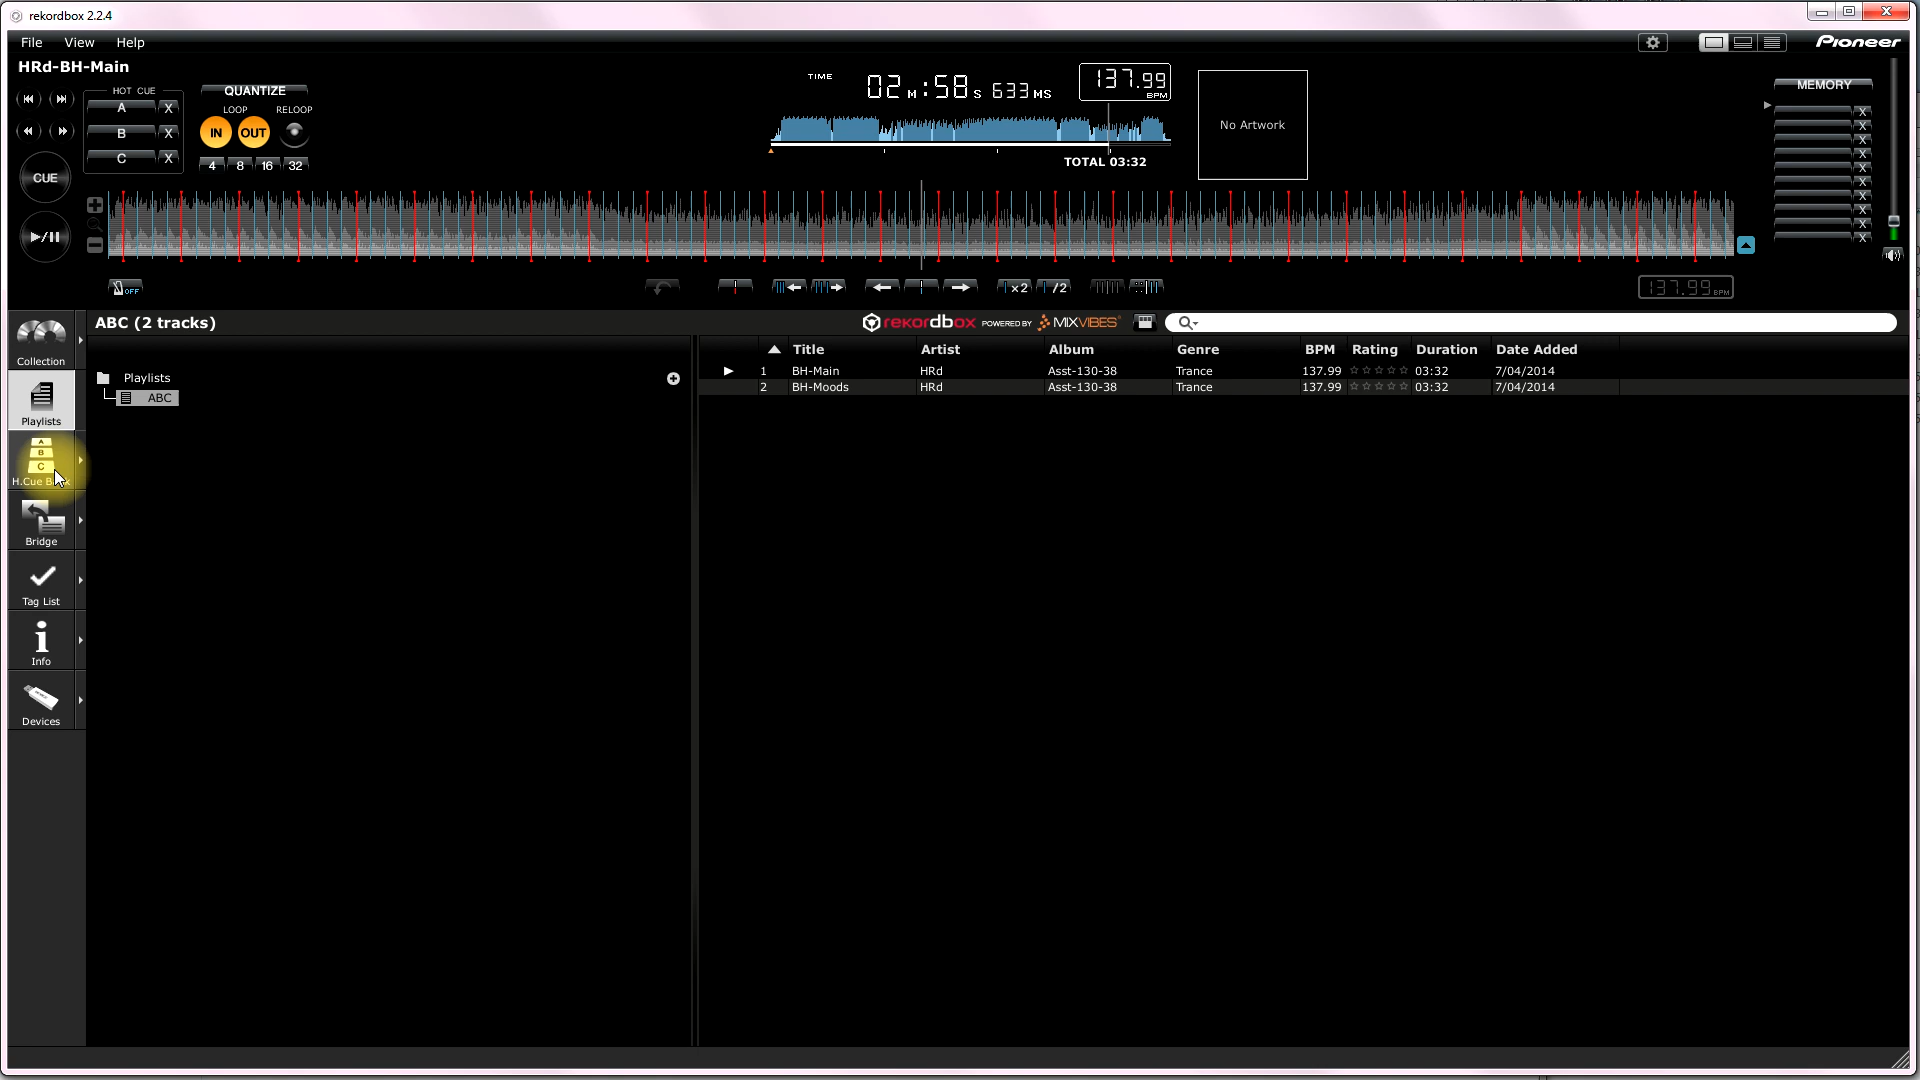 rekordbox 2.2.4
File View Help
Pioneer
HRd-BH-Main
HOT CUE
A X
B X
C X
QUANTIZE
LOOP RELOOP
IN OUT
4 8 16 32
CUE
TIME
02 M:58 S 633 MS
137.99
BPM
TOTAL 03:32
No Artwork
MEMORY
X
X
X
X
X
X
X
X
X
X
OFF
x2 /2
137.99 BPM
ABC (2 tracks)
rekordbox POWERED BY MIXVIBES
Collection
Playlists
A
B
C
H.Cue
Bridge
Tag List
Info
Devices
Playlists
ABC
Title Artist Album Genre BPM Rating Duration Date Added
1 BH-Main HRd Asst-130-38 Trance 137.99 03:32 7/04/2014
2 BH-Moods HRd Asst-130-38 Trance 137.99 03:32 7/04/2014